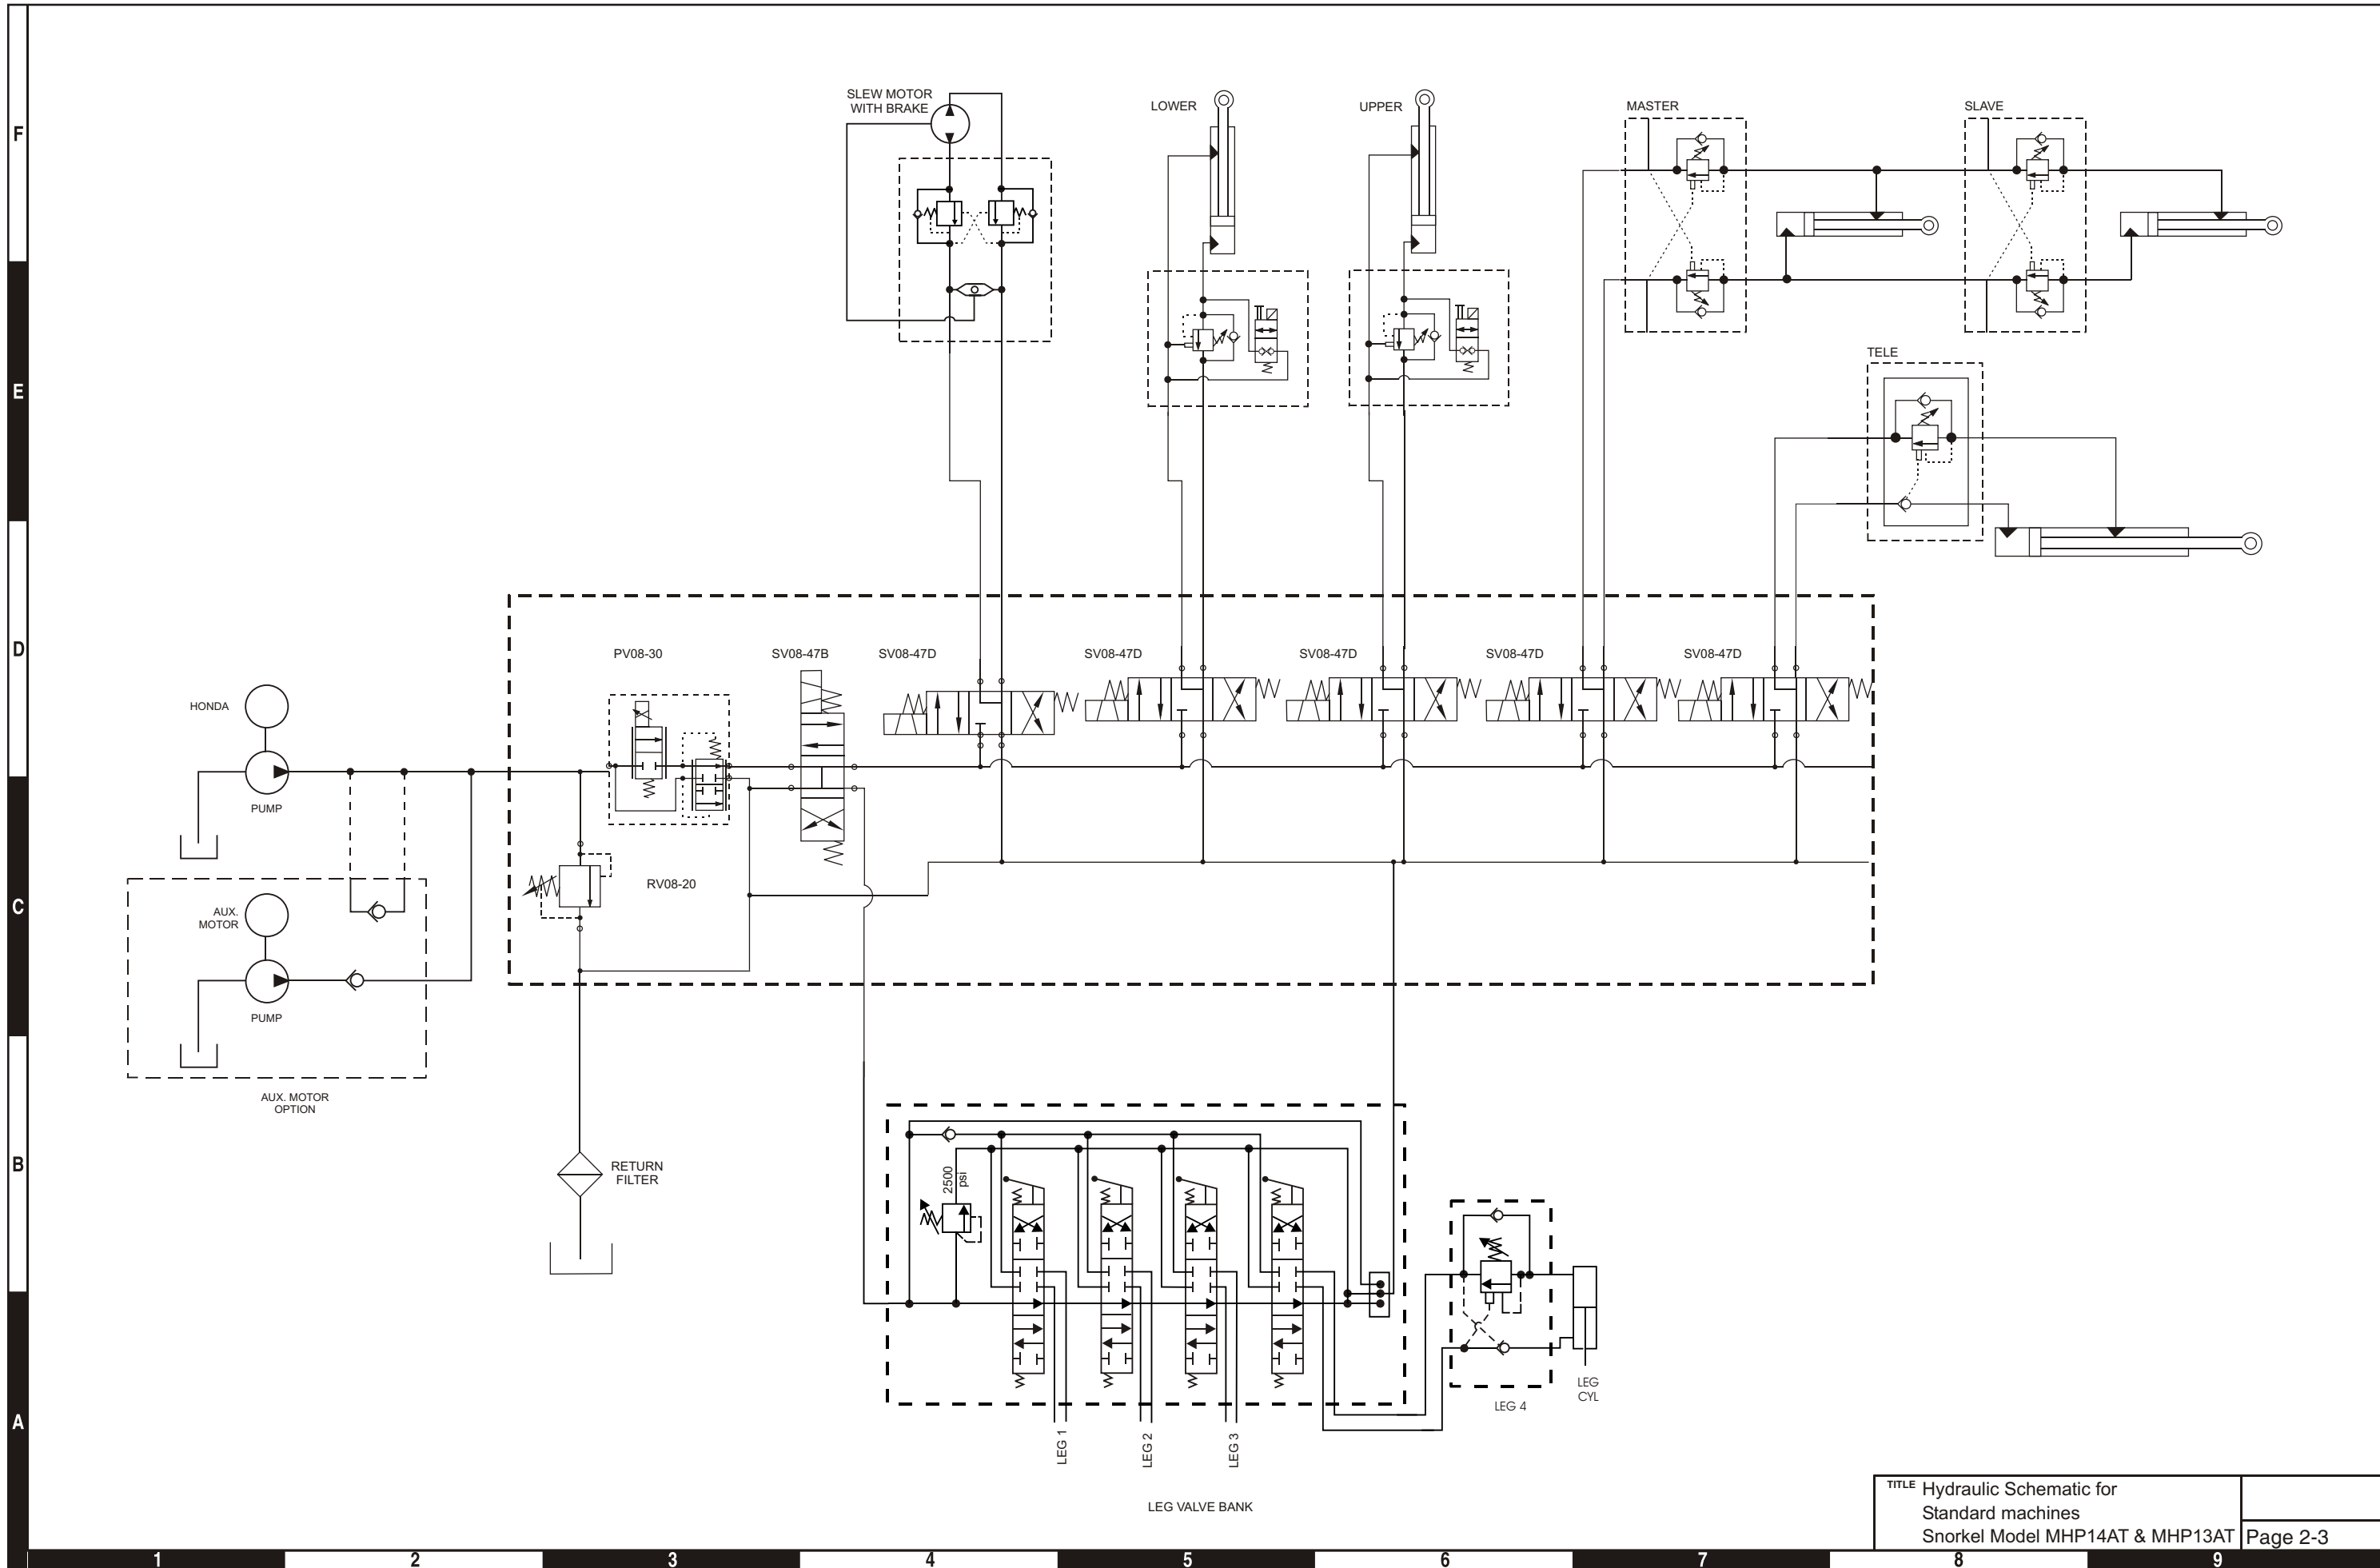 F
E
D
C
B
A
SLEW MOTOR
WITH BRAKE
LOWER
UPPER
MASTER
SLAVE
TELE
PV08-30
SV08-47B
SV08-47D
SV08-47D
SV08-47D
SV08-47D
SV08-47D
HONDA
PUMP
RV08-20
AUX.
MOTOR
PUMP
AUX. MOTOR
OPTION
RETURN
FILTER
2500
psi
LEG 1
LEG 2
LEG 3
LEG 4
LEG
CYL
LEG VALVE BANK
TITLE Hydraulic Schematic for
Standard machines
Snorkel Model MHP14AT & MHP13AT
Page 2-3
1 2 3 4 5 6 7 8 9